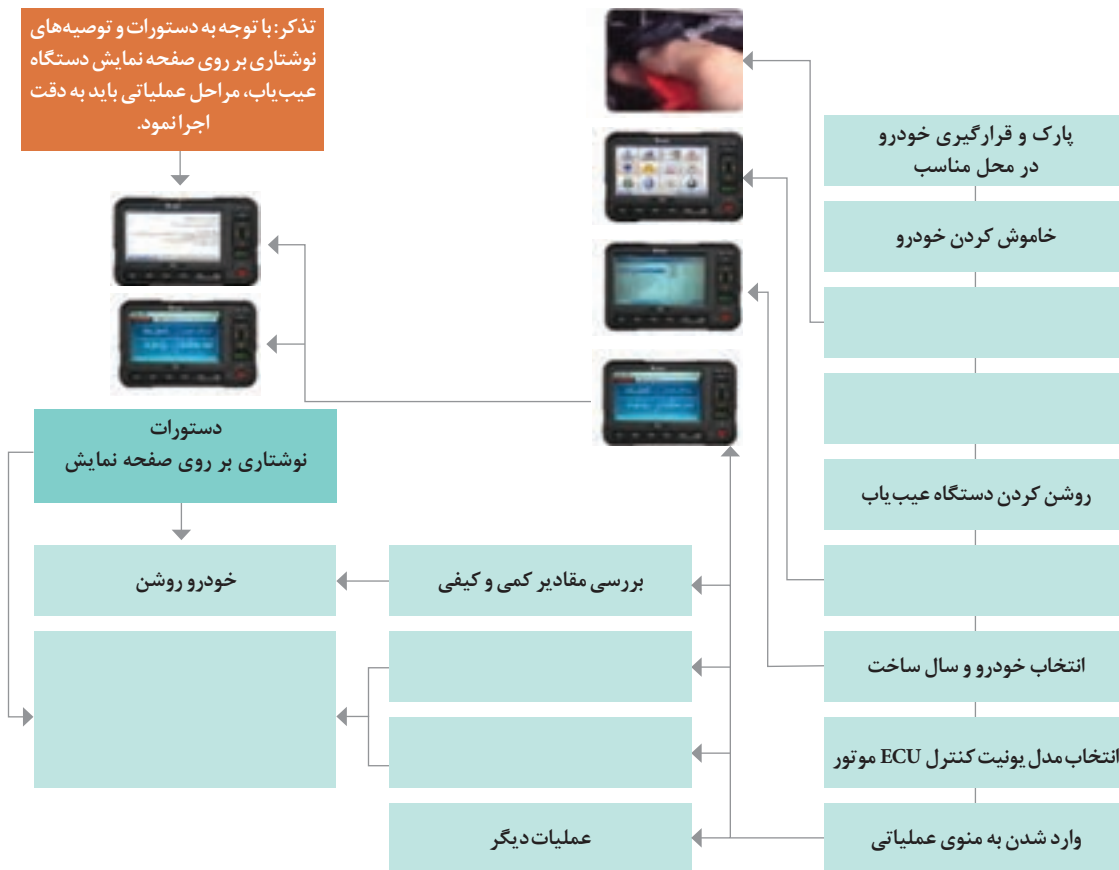 تذکر: با توجه به دستورات و توصیه‌های
نوشتاری بر روی صفحه نمایش دستگاه
عیب‌یاب، مراحل عملیاتی باید به دقت
اجرا نمود.
پارک و قرارگیری خودرو
در محل مناسب
خاموش کردن خودرو
روشن کردن دستگاه عیب‌یاب
انتخاب خودرو و سال ساخت
انتخاب مدل یونیت کنترل ECU موتور
وارد شدن به منوی عملیاتی
بررسی مقادیر کمی و کیفی
عملیات دیگر
دستورات
نوشتاری بر روی صفحه نمایش
خودرو روشن